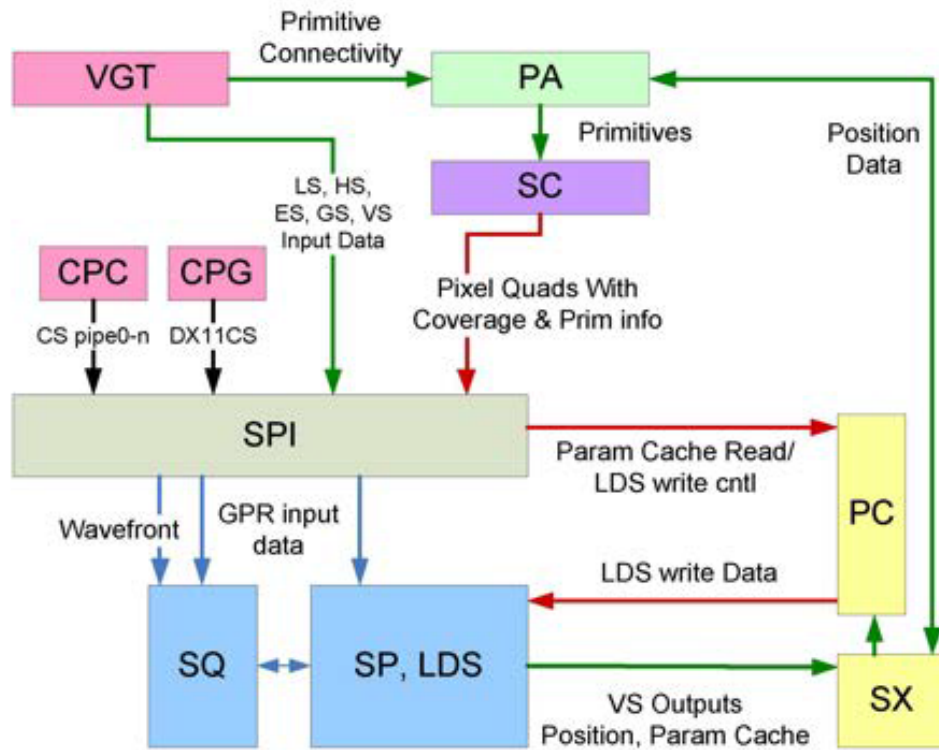 Primitive
Connectivity
VGT
PA
Primitives
Position
Data
SC
LS, HS,
ES, GS, VS
Input Data
CPC
CPG
Pixel Quads With
Coverage & Prim info
CS pipe0-n
DX11CS
SPI
Param Cache Read/
LDS write cntl
PC
Wavefront
GPR input
data
LDS write Data
SQ
SP, LDS
SX
VS Outputs
Position, Param Cache